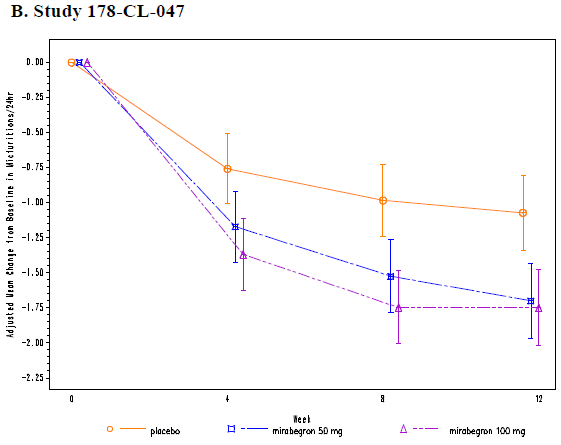 B. Study 178-CL-047
Adjusted Mean Change from Baseline in Micturitions/24hr
0.00
-0.25
-0.50
-0.75
-1.00
-1.25
-1.50
-1.75
-2.00
-2.25
0 4 8 12
Week
placebo mirabegron 50 mg mirabegron 100 mg